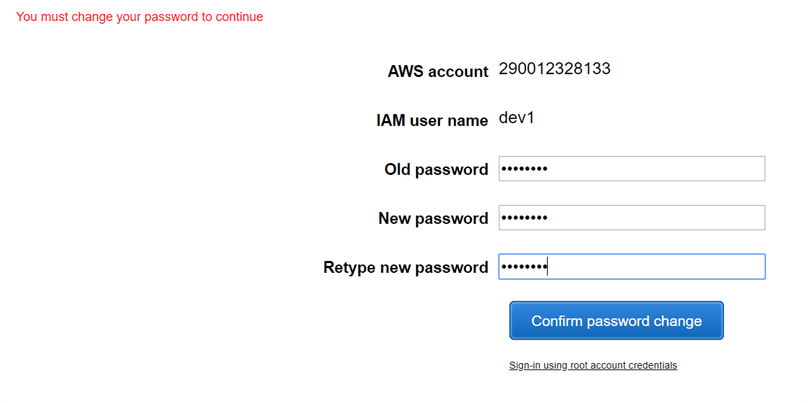 You must change your password to continue
AWS account 290012328133
IAM user name dev1
Old password ••••••••
New password ••••••••
Retype new password ••••••••
Confirm password change
Sign-in using root account credentials